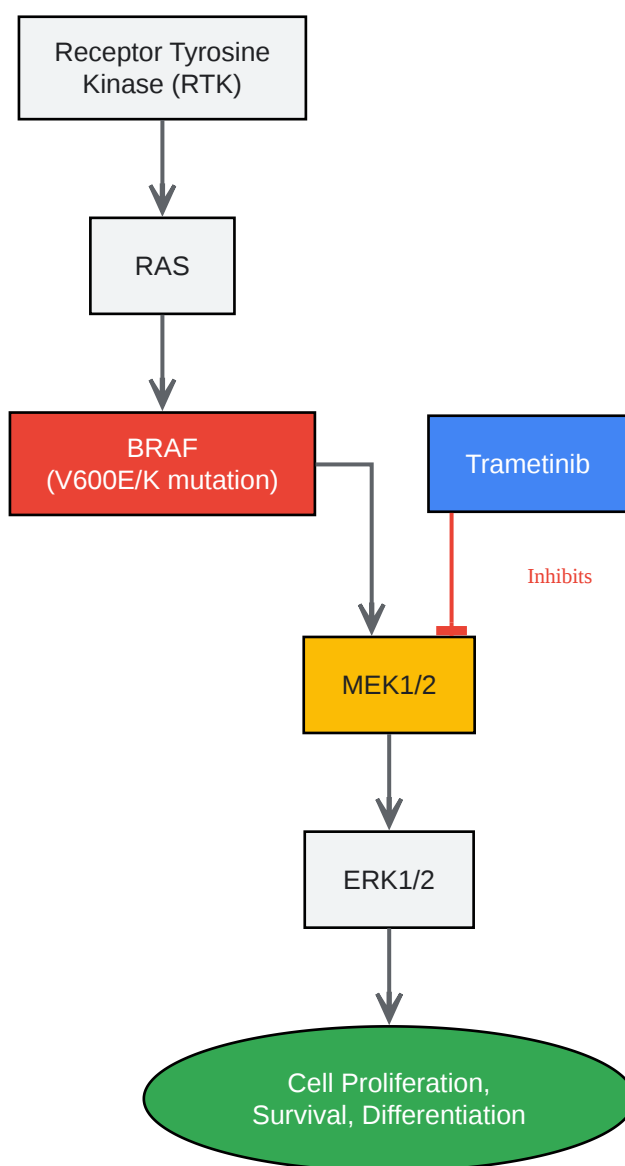 Receptor Tyrosine
Kinase (RTK)
RAS
BRAF
(V600E/K mutation)
Trametinib
Inhibits
MEK1/2
ERK1/2
Cell Proliferation,
Survival, Differentiation